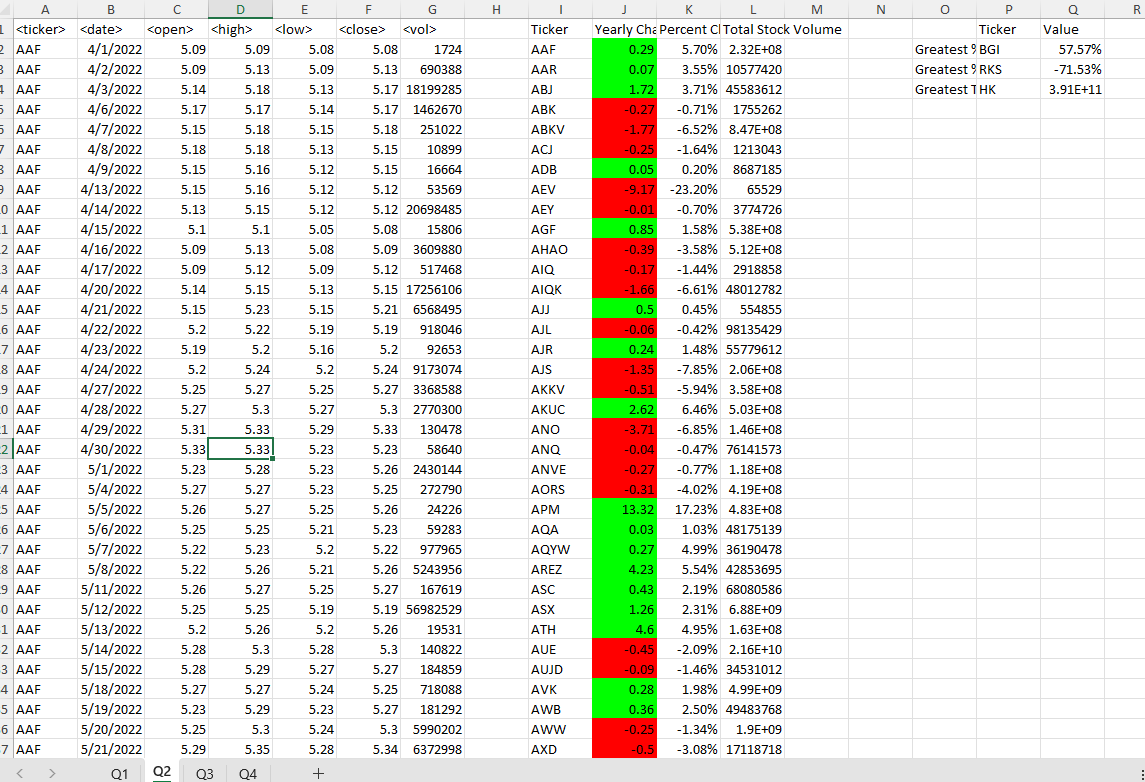 A B C D E F G H I J K L M N O P Q R
1 <ticker> <date> <open> <high> <low> <close> <vol> Ticker Yearly Cha Percent Cl Total Stock Volume Ticker Value
2 AAF 4/1/2022 5.09 5.09 5.08 5.08 1724 AAF 0.29 5.70% 2.32E+08 Greatest % BGI 57.57%
3 AAF 4/2/2022 5.09 5.13 5.09 5.13 690388 AAR 0.07 3.55% 10577420 Greatest % RKS -71.53%
4 AAF 4/3/2022 5.14 5.18 5.13 5.17 18199285 ABJ 1.72 3.71% 45583612 Greatest T HK 3.91E+11
5 AAF 4/6/2022 5.17 5.17 5.14 5.17 1462670 ABK -0.27 -0.71% 1755262
6 AAF 4/7/2022 5.15 5.18 5.15 5.18 251022 ABKV -1.77 -6.52% 8.47E+08
7 AAF 4/8/2022 5.18 5.18 5.13 5.15 10899 ACJ -0.25 -1.64% 1213043
8 AAF 4/9/2022 5.15 5.16 5.12 5.15 16664 ADB 0.05 0.20% 8687185
9 AAF 4/13/2022 5.15 5.16 5.12 5.12 53569 AEV -9.17 -23.20% 65529
0 AAF 4/14/2022 5.13 5.15 5.12 5.12 20698485 AEY -0.01 -0.70% 3774726
1 AAF 4/15/2022 5.1 5.1 5.05 5.08 15806 AGF 0.85 1.58% 5.38E+08
2 AAF 4/16/2022 5.09 5.13 5.08 5.09 3609880 AHAO -0.39 -3.58% 5.12E+08
3 AAF 4/17/2022 5.09 5.12 5.09 5.12 517468 AIQ -0.17 -1.44% 2918858
4 AAF 4/20/2022 5.14 5.15 5.13 5.15 17256106 AIQK -1.66 -6.61% 48012782
5 AAF 4/21/2022 5.15 5.23 5.15 5.21 6568495 AJJ 0.5 0.45% 554855
6 AAF 4/22/2022 5.2 5.22 5.19 5.19 918046 AJL -0.06 -0.42% 98135429
7 AAF 4/23/2022 5.19 5.2 5.16 5.2 92653 AJR 0.24 1.48% 55779612
8 AAF 4/24/2022 5.2 5.24 5.2 5.24 9173074 AJS -1.35 -7.85% 2.06E+08
9 AAF 4/27/2022 5.25 5.27 5.25 5.27 3368588 AKKV -0.51 -5.94% 3.58E+08
0 AAF 4/28/2022 5.27 5.3 5.27 5.3 2770300 AKUC 2.62 6.46% 5.03E+08
1 AAF 4/29/2022 5.31 5.33 5.29 5.33 130478 ANO -3.71 -6.85% 1.46E+08
2 AAF 4/30/2022 5.33 5.33 5.23 5.23 58640 ANQ -0.04 -0.47% 76141573
3 AAF 5/1/2022 5.23 5.28 5.23 5.26 2430144 ANVE -0.27 -0.77% 1.18E+08
4 AAF 5/4/2022 5.27 5.27 5.23 5.25 272790 AORS -0.31 -4.02% 4.19E+08
5 AAF 5/5/2022 5.26 5.27 5.25 5.26 24226 APM 13.32 17.23% 4.83E+08
6 AAF 5/6/2022 5.25 5.25 5.21 5.23 59283 AQA 0.03 1.03% 48175139
7 AAF 5/7/2022 5.22 5.23 5.2 5.22 977965 AQYW 0.27 4.99% 36190478
8 AAF 5/8/2022 5.22 5.26 5.21 5.26 5243956 AREZ 4.23 5.54% 42853695
9 AAF 5/11/2022 5.26 5.27 5.25 5.27 167619 ASC 0.43 2.19% 68080586
0 AAF 5/12/2022 5.25 5.25 5.19 5.19 56982529 ASX 1.26 2.31% 6.88E+09
1 AAF 5/13/2022 5.2 5.26 5.2 5.26 19531 ATH 4.6 4.95% 1.63E+08
2 AAF 5/14/2022 5.28 5.3 5.28 5.3 140822 AUE -0.45 -2.09% 2.16E+10
3 AAF 5/15/2022 5.28 5.29 5.27 5.27 184859 AUJD -0.09 -1.46% 34531012
4 AAF 5/18/2022 5.27 5.27 5.24 5.25 718088 AVK 0.28 1.98% 4.99E+09
5 AAF 5/19/2022 5.23 5.29 5.23 5.27 181292 AWB 0.36 2.50% 49483768
6 AAF 5/20/2022 5.25 5.3 5.24 5.3 5990202 AWW -0.25 -1.34% 1.9E+09
7 AAF 5/21/2022 5.29 5.35 5.28 5.34 6372998 AXD -0.5 -3.08% 17118718
Q1 Q2 Q3 Q4 +